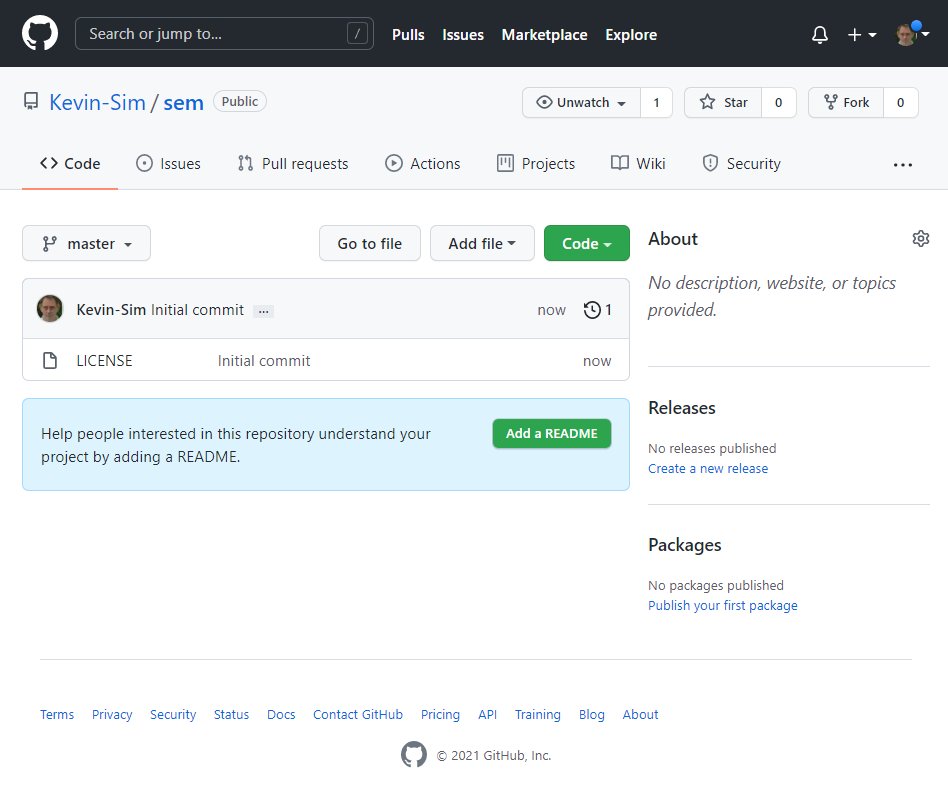 Search or jump to... / Pulls Issues Marketplace Explore
Kevin-Sim / sem Public Unwatch 1 Star 0 Fork 0
Code Issues Pull requests Actions Projects Wiki Security ...
master Go to file Add file Code About
No description, website, or topics
provided.
Kevin-Sim Initial commit ... now 1
LICENSE Initial commit now
Help people interested in this repository understand your
project by adding a README.
Add a README
Releases
No releases published
Create a new release
Packages
No packages published
Publish your first package
Terms Privacy Security Status Docs Contact GitHub Pricing API Training Blog About
© 2021 GitHub, Inc.